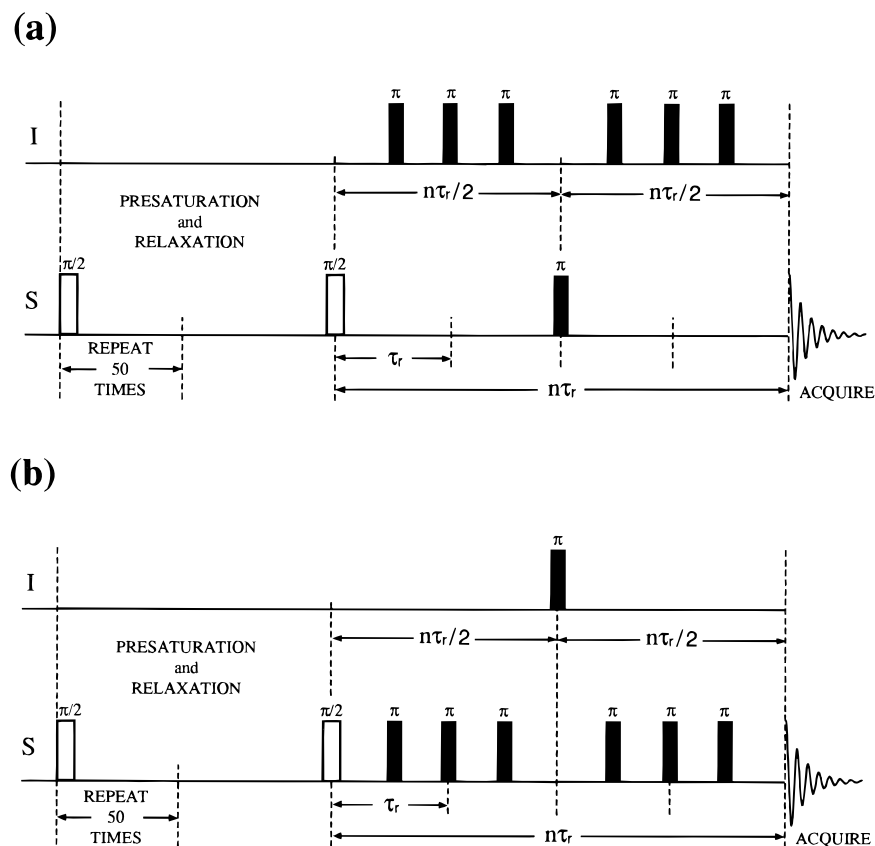 (a)
π π π π π π
I
nτr/2 nτr/2
PRESATURATION
and
RELAXATION
π/2 π/2 π
S
REPEAT
50
TIMES
τr
nτr
ACQUIRE
(b)
π
I
nτr/2 nτr/2
PRESATURATION
and
RELAXATION
π/2 π/2 π π π π π π
S
REPEAT
50
TIMES
τr
nτr
ACQUIRE